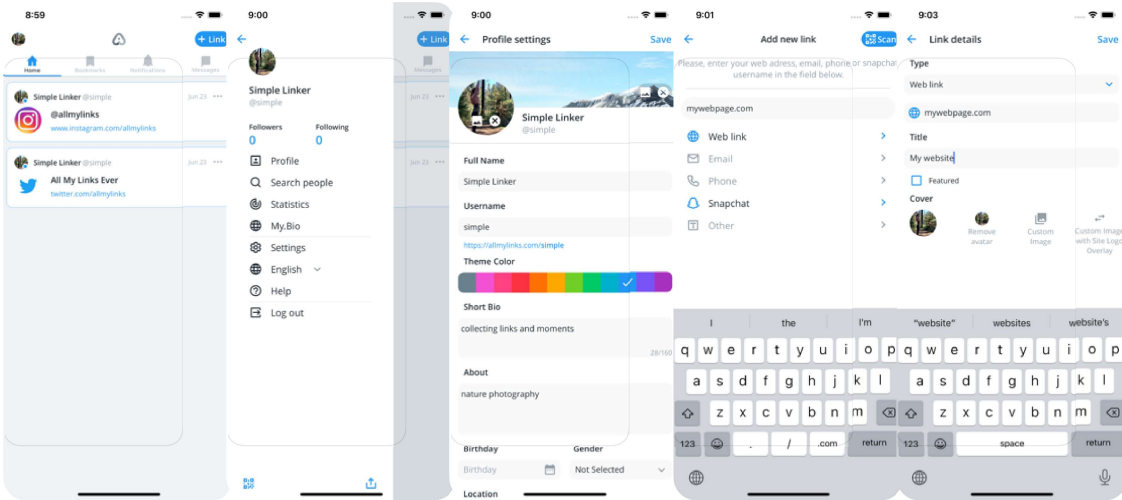 8:59
+ Link
Home
Bookmarks
Notifications
Messages
Simple Linker @simple
Jun 23
@allmylinks
www.instagram.com/allmylinks
Simple Linker @simple
Jun 23
All My Links Ever
twitter.com/allmylinks
9:00
+ Link
Messages
Simple Linker
@simple
Followers
Following
0
0
Jun 23
Jun 23
Profile
Search people
Statistics
My.Bio
Settings
English
Help
Log out
9:00
Profile settings
Save
Simple Linker
@simple
Full Name
Simple Linker
Username
simple
https://allmylinks.com/simple
Theme Color
Short Bio
collecting links and moments
28/160
About
nature photography
Birthday
Gender
Birthday
Not Selected
Location
9:01
Add new link
Scan
Please, enter your web adress, email, phone or snapchat
username in the field below.
mywebpage.com
Web link
Email
Phone
Snapchat
Other
I
the
I'm
q w e r t y u i o p
a s d f g h j k l
z x c v b n m
123
.
/
.com
return
9:03
Link details
Save
Type
Web link
mywebpage.com
Title
My website
Featured
Cover
Remove
avatar
Custom
Image
Custom Image
with Site Logo
Overlay
"website"
websites
website's
q w e r t y u i o p
a s d f g h j k l
z x c v b n m
123
space
return